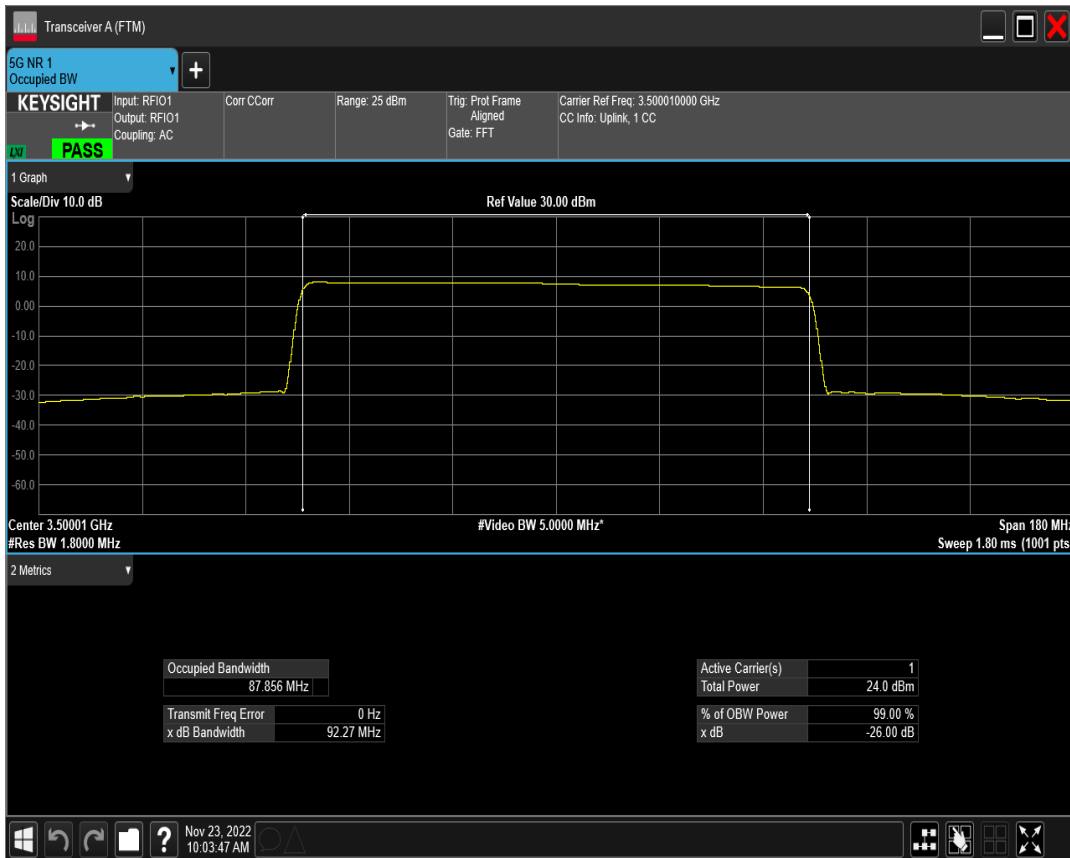 Transceiver A (FTM)
5G NR 1
Occupied BW
+
KEYSIGHT
LXI
PASS
Input: RFIO1
Output: RFIO1
Coupling: AC
Corr CCorr
Range: 25 dBm
Trig: Prot Frame
Aligned
Gate: FFT
Carrier Ref Freq: 3.500010000 GHz
CC Info: Uplink, 1 CC
1 Graph
Scale/Div 10.0 dB
Ref Value 30.00 dBm
Log
20.0
10.0
0.00
-10.0
-20.0
-30.0
-40.0
-50.0
-60.0
Center 3.50001 GHz
#Video BW 5.0000 MHz*
Span 180 MHz
#Res BW 1.8000 MHz
Sweep 1.80 ms (1001 pts
2 Metrics
Occupied Bandwidth
87.856 MHz
Transmit Freq Error 0 Hz
x dB Bandwidth 92.27 MHz
Active Carrier(s) 1
Total Power 24.0 dBm
% of OBW Power 99.00 %
x dB -26.00 dB
?
Nov 23, 2022
10:03:47 AM